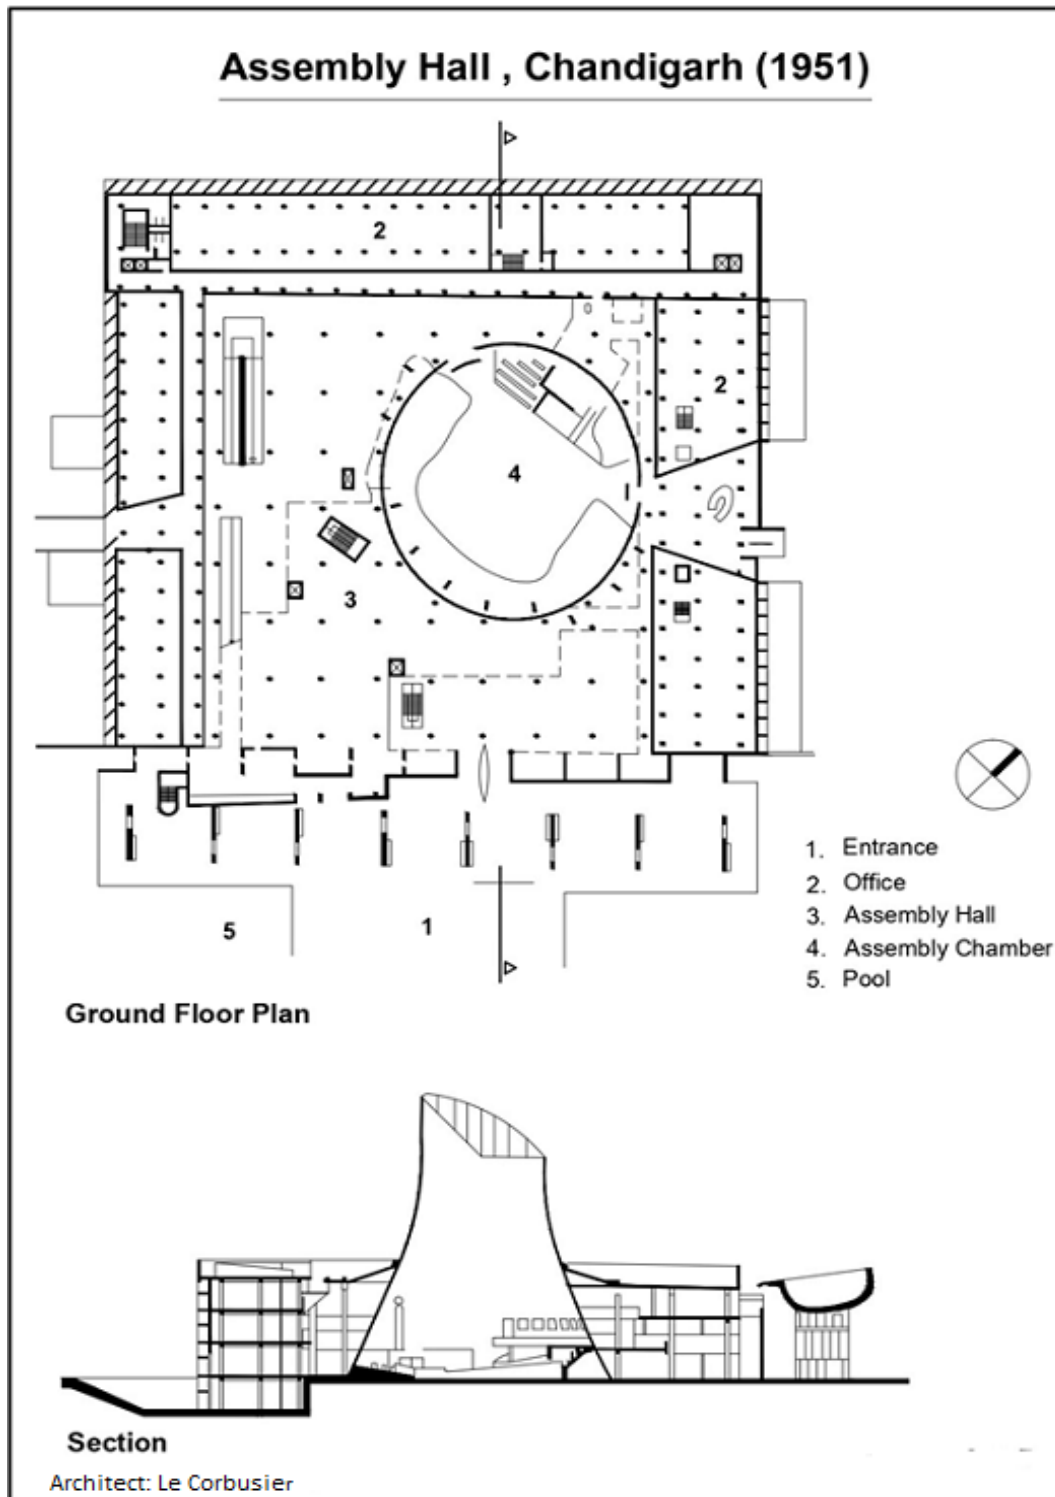 Assembly Hall , Chandigarh (1951)
2
2
4
3
1. Entrance
2. Office
3. Assembly Hall
4. Assembly Chamber
5. Pool
5
1
Ground Floor Plan
Section
Architect: Le Corbusier